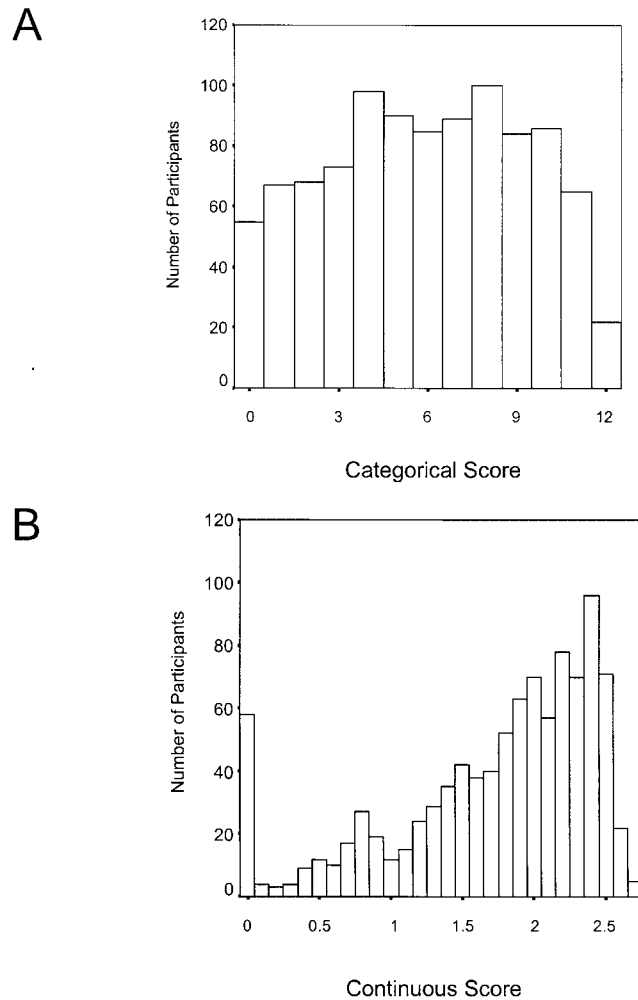 A
120
100
80
60
40
20
0
Number of Participants
0 3 6 9 12
Categorical Score
B
120
100
80
60
40
20
0
Number of Participants
0 0.5 1 1.5 2 2.5
Continuous Score